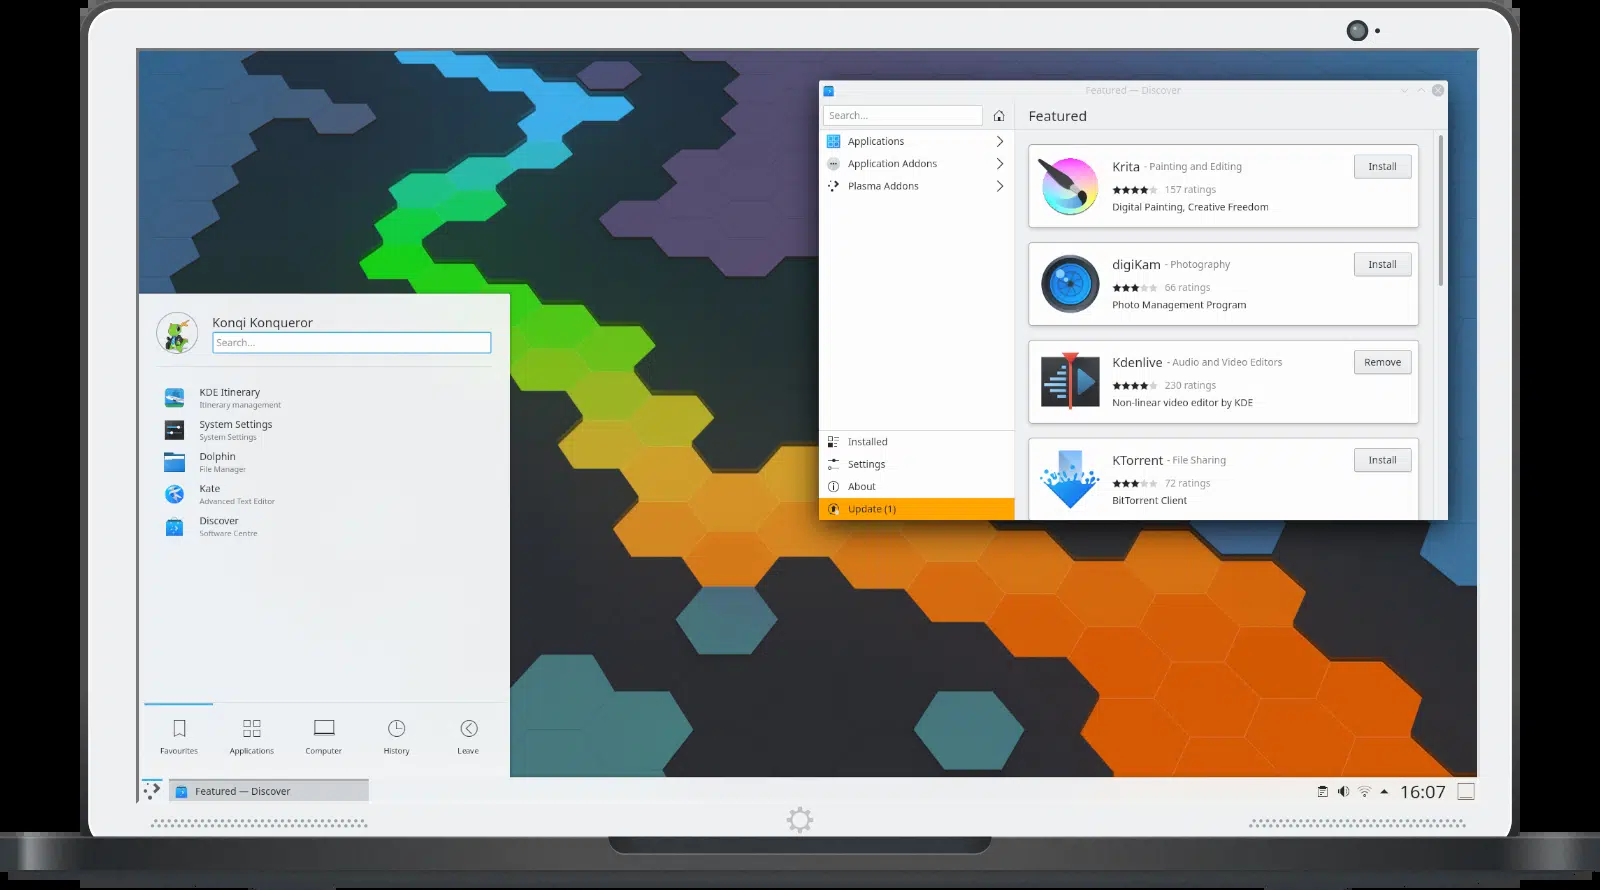 Featured — Discover
Search...
Featured
Applications
Application Addons
Plasma Addons
Krita - Painting and Editing
Install
157 ratings
Digital Painting, Creative Freedom
digiKam - Photography
Install
66 ratings
Photo Management Program
Kdenlive - Audio and Video Editors
Remove
230 ratings
Non-linear video editor by KDE
KTorrent - File Sharing
Install
72 ratings
BitTorrent Client
Installed
Settings
About
Update (1)
Konqi Konqueror
Search...
KDE Itinerary
Itinerary management
System Settings
System Settings
Dolphin
File Manager
Kate
Advanced Text Editor
Discover
Software Centre
Favourites
Applications
Computer
History
Leave
Featured — Discover
16:07